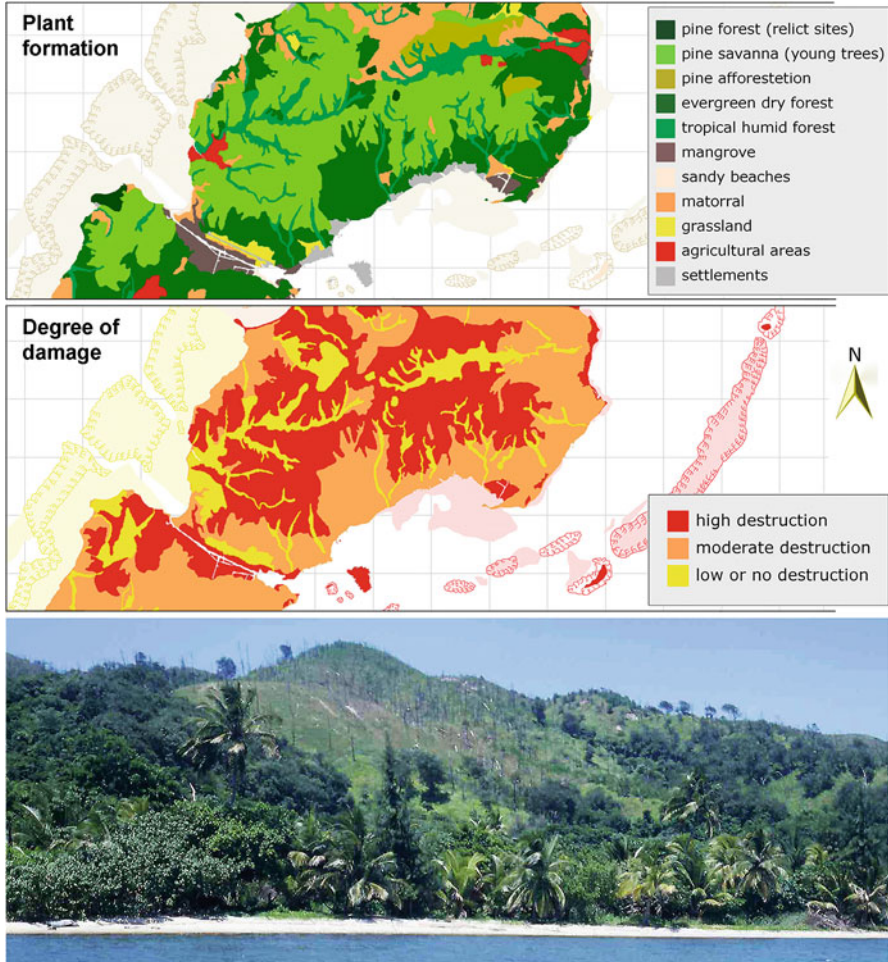 Plant
formation
pine forest (relict sites)
pine savanna (young trees)
pine afforestetion
evergreen dry forest
tropical humid forest
mangrove
sandy beaches
matorral
grassland
agricultural areas
settlements
Degree of
damage
N
high destruction
moderate destruction
low or no destruction